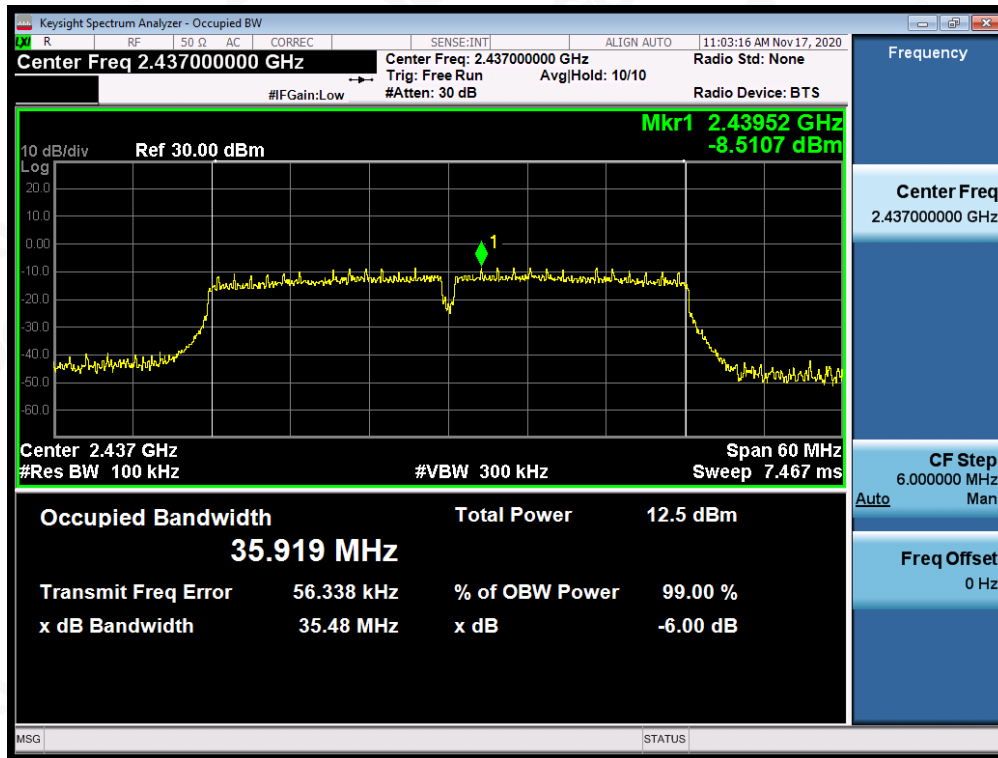 Keysight Spectrum Analyzer - Occupied BW
LXI R RF 50 Ω AC CORREC SENSE:INT ALIGN AUTO 11:03:16 AM Nov 17, 2020
Center Freq 2.437000000 GHz
Center Freq: 2.437000000 GHz
Radio Std: None
Trig: Free Run Avg|Hold: 10/10
#IFGain:Low
#Atten: 30 dB
Radio Device: BTS
Mkr1 2.43952 GHz
-8.5107 dBm
10 dB/div Ref 30.00 dBm
Log
20.0
10.0
0.00
-10.0
-20.0
-30.0
-40.0
-50.0
-60.0
1
Center 2.437 GHz Span 60 MHz
#Res BW 100 kHz #VBW 300 kHz Sweep 7.467 ms
Occupied Bandwidth Total Power 12.5 dBm
35.919 MHz
Transmit Freq Error 56.338 kHz % of OBW Power 99.00 %
x dB Bandwidth 35.48 MHz x dB -6.00 dB
MSG STATUS
Frequency
Center Freq
2.437000000 GHz
CF Step
6.000000 MHz
Auto Man
Freq Offset
0 Hz